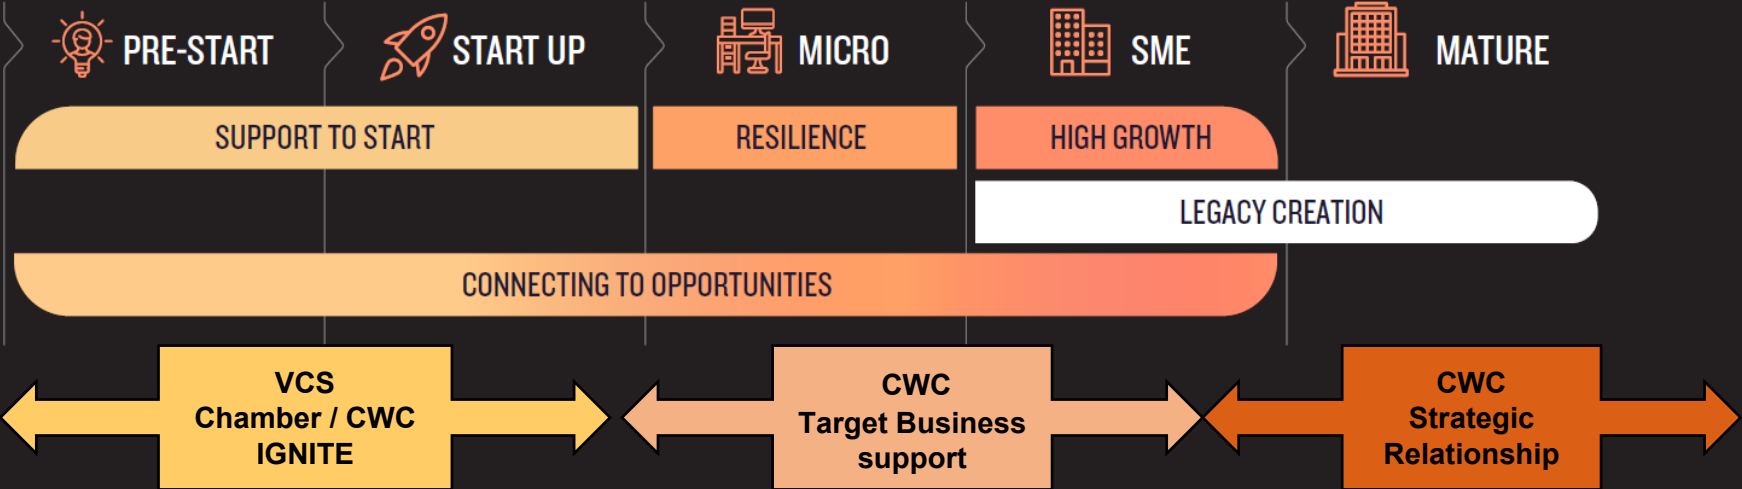 PRE-START
START UP
MICRO
SME
MATURE
SUPPORT TO START
RESILIENCE
HIGH GROWTH
LEGACY CREATION
CONNECTING TO OPPORTUNITIES
VCS
Chamber / CWC
IGNITE
CWC
Target Business
support
CWC
Strategic
Relationship